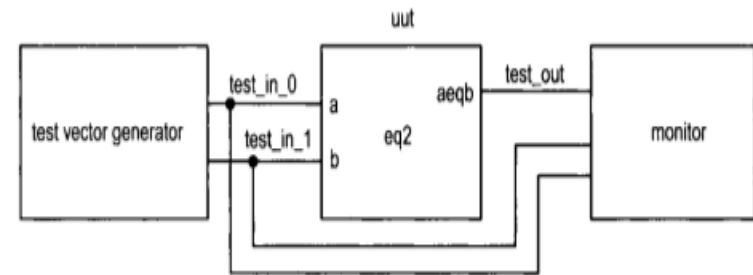 uut
test_in_0
test_out
a
aeqb
test vector generator
eq2
monitor
test_in_1
b